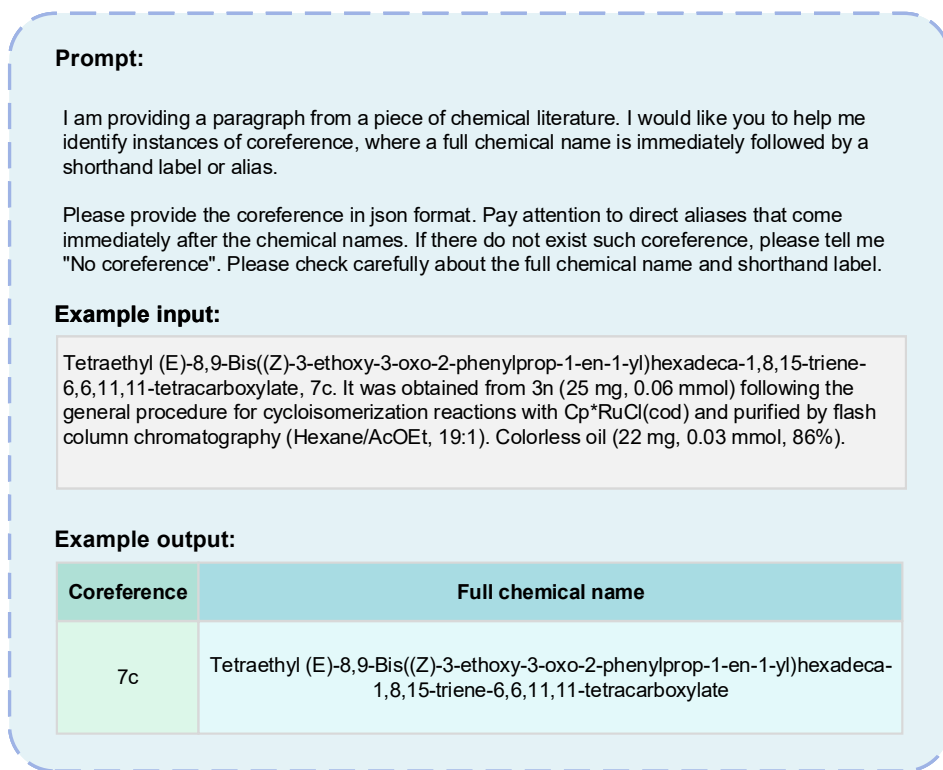 Prompt:
I am providing a paragraph from a piece of chemical literature. I would like you to help me
identify instances of coreference, where a full chemical name is immediately followed by a
shorthand label or alias.
Please provide the coreference in json format. Pay attention to direct aliases that come
immediately after the chemical names. If there do not exist such coreference, please tell me
"No coreference". Please check carefully about the full chemical name and shorthand label.
Example input:
Tetraethyl (E)-8,9-Bis((Z)-3-ethoxy-3-oxo-2-phenylprop-1-en-1-yl)hexadeca-1,8,15-triene-
6,6,11,11-tetracarboxylate, 7c. It was obtained from 3n (25 mg, 0.06 mmol) following the
general procedure for cycloisomerization reactions with Cp*RuCl(cod) and purified by flash
column chromatography (Hexane/AcOEt, 19:1). Colorless oil (22 mg, 0.03 mmol, 86%).
Example output:
Coreference Full chemical name
7c Tetraethyl (E)-8,9-Bis((Z)-3-ethoxy-3-oxo-2-phenylprop-1-en-1-yl)hexadeca-
1,8,15-triene-6,6,11,11-tetracarboxylate